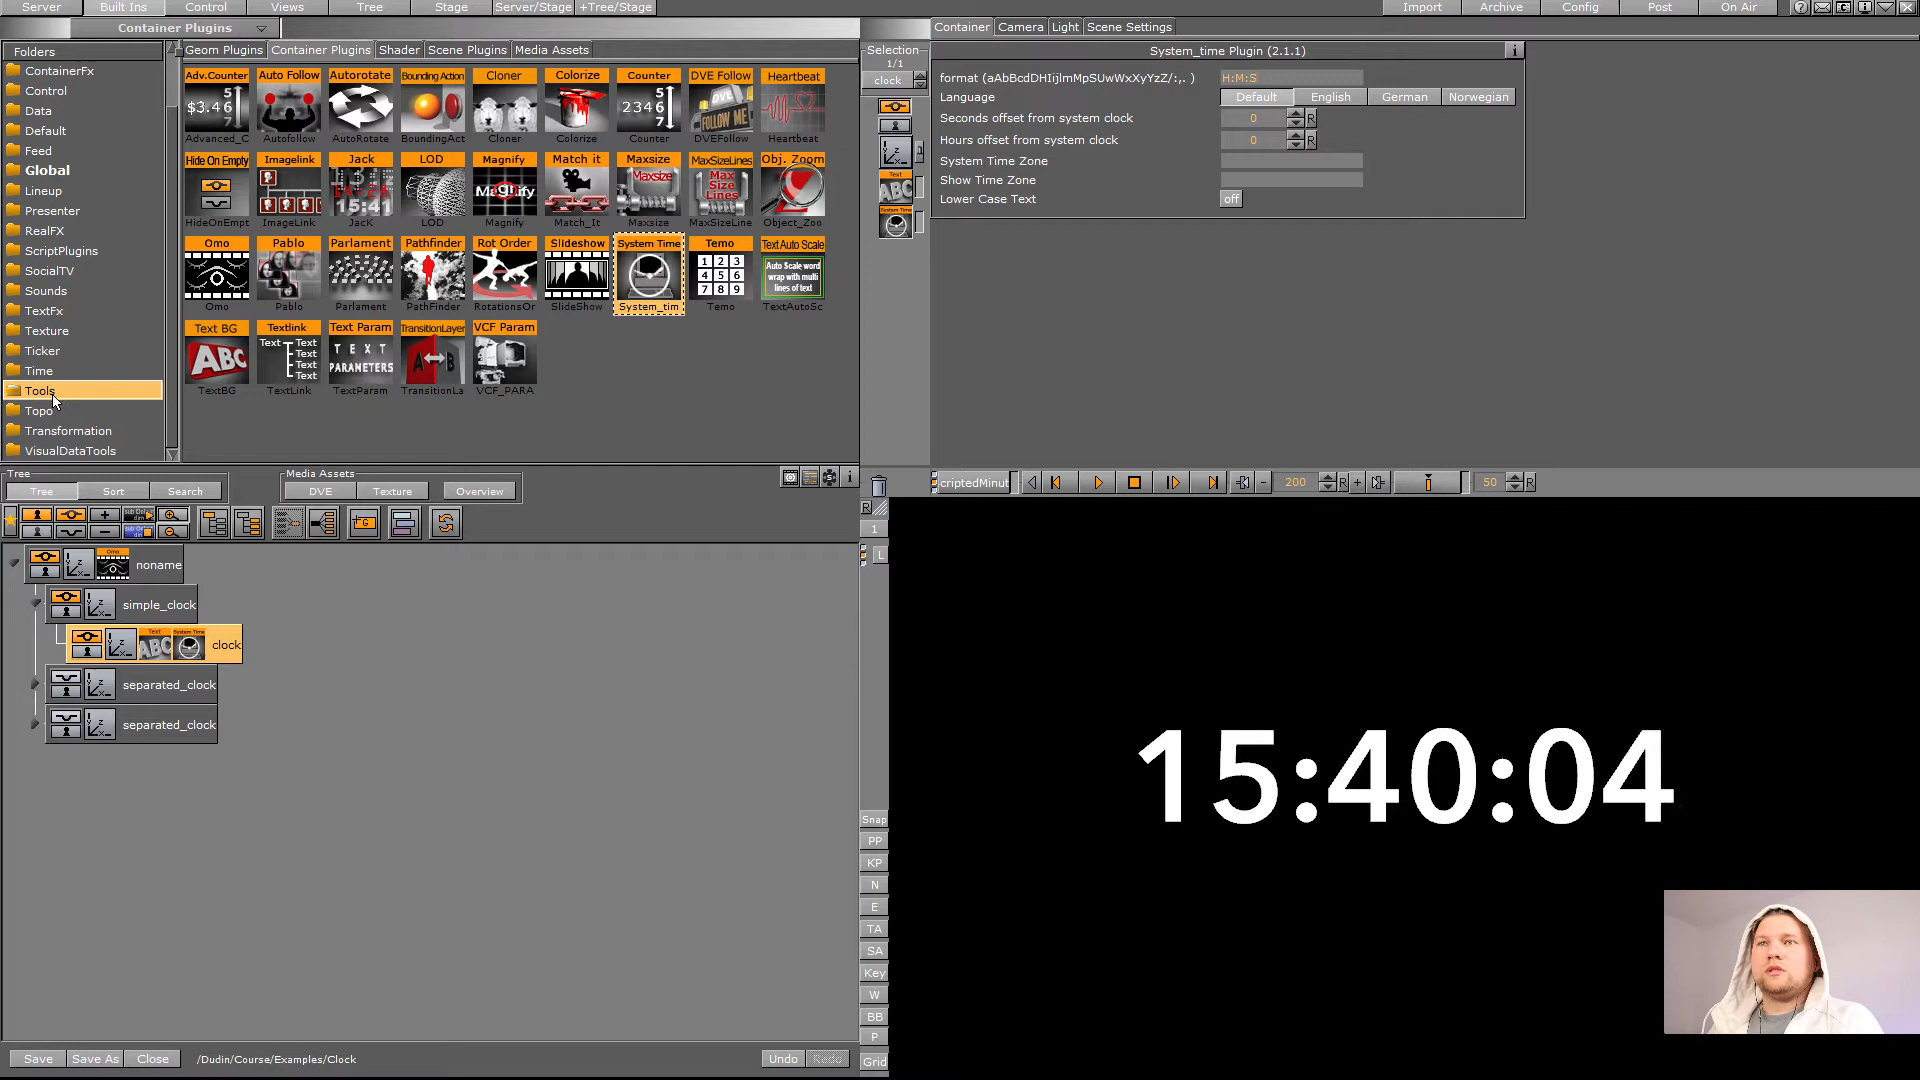 Server Built Ins Control Views Tree Stage Server/Stage +Tree/Stage Import Archive Config Post On Air
Container Plugins
Container Camera Light Scene Settings
Folders
Geom Plugins Container Plugins Shader Scene Plugins Media Assets
ContainerFx
Control
Data
Default
Feed
Global
Lineup
Presenter
RealFX
ScriptPlugins
SocialTV
Sounds
TextFx
Texture
Ticker
Time
Tools
Topo
Transformation
VisualDataTools
Adv.Counter Auto Follow Autorotate Bounding Action Cloner Colorize Counter DVE Follow Heartbeat
Advanced_C Autofollow AutoRotate BoundingAct Cloner Colorize Counter DVEFollow Heartbeat
Hide On Empty Imagelink Jack LOD Magnify Match it Maxsize MaxSizeLines Obj. Zoom
HideOnEmpt ImageLink JacK LOD Magnify Match_It Maxsize MaxSizeLine Object_Zoo
Omo Pablo Parlament Pathfinder Rot Order Slideshow System Time Temo Text Auto Scale
Omo Pablo Parlament PathFinder RotationsOr SlideShow System_tim Temo TextAutoSc
Text BG Textlink Text Param TransitionLayer VCF Param
TextBG TextLink TextParam TransitionLa VCF_PARA
Selection
1/1
clock
System_time Plugin (2.1.1)
format (aAbBcdDHIijlmMpSUwWxXyYzZ/:,. ) H:M:S
Language Default English German Norwegian
Seconds offset from system clock 0 R
Hours offset from system clock 0 R
System Time Zone
Show Time Zone
Lower Case Text off
Tree
Media Assets
Tree Sort Search DVE Texture Overview
criptedMinut 200 R 50 R
noname
simple_clock
clock
separated_clock
separated_clock
R
1
L
Snap
PP
KP
N
E
TA
SA
Key
W
BB
P
Grid
15:40:04
Save Save As Close /Dudin/Course/Examples/Clock Undo Redo